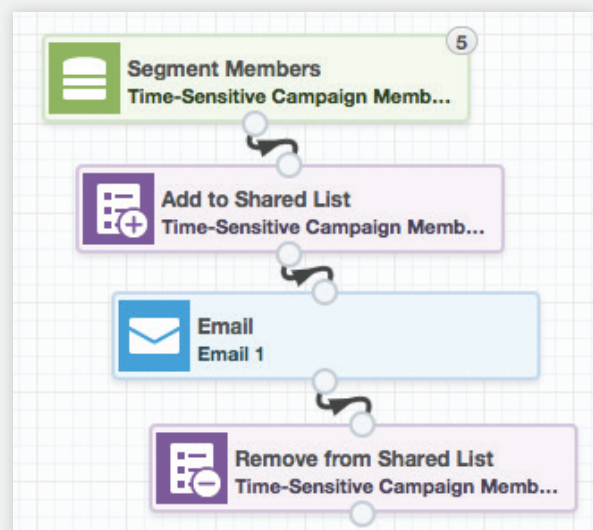 5
Segment Members
Time-Sensitive Campaign Memb...
Add to Shared List
Time-Sensitive Campaign Memb...
Email
Email 1
Remove from Shared List
Time-Sensitive Campaign Memb...